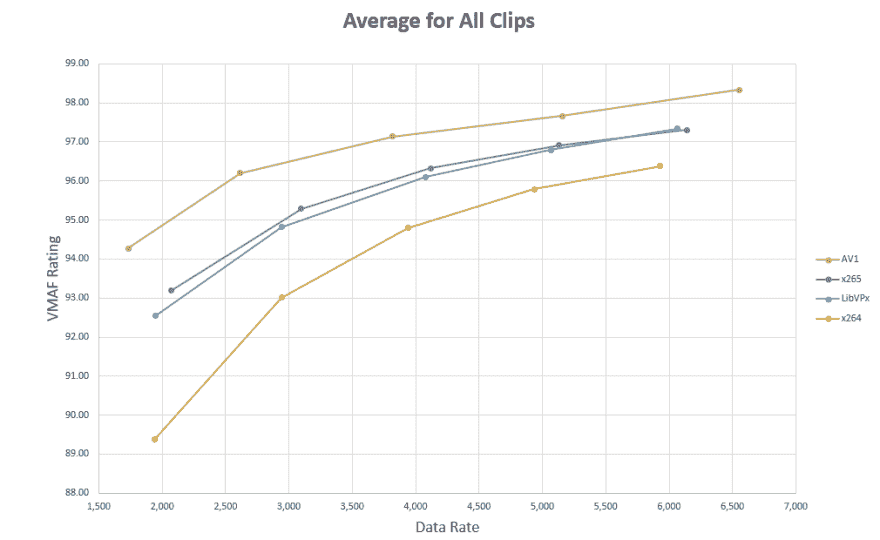 Average for All Clips
99.00
98.00
97.00
96.00
95.00
94.00
93.00
92.00
91.00
90.00
89.00
88.00
VMAF Rating
1,500 2,000 2,500 3,000 3,500 4,000 4,500 5,000 5,500 6,000 6,500 7,000
Data Rate
AV1
x265
LibVPx
x264